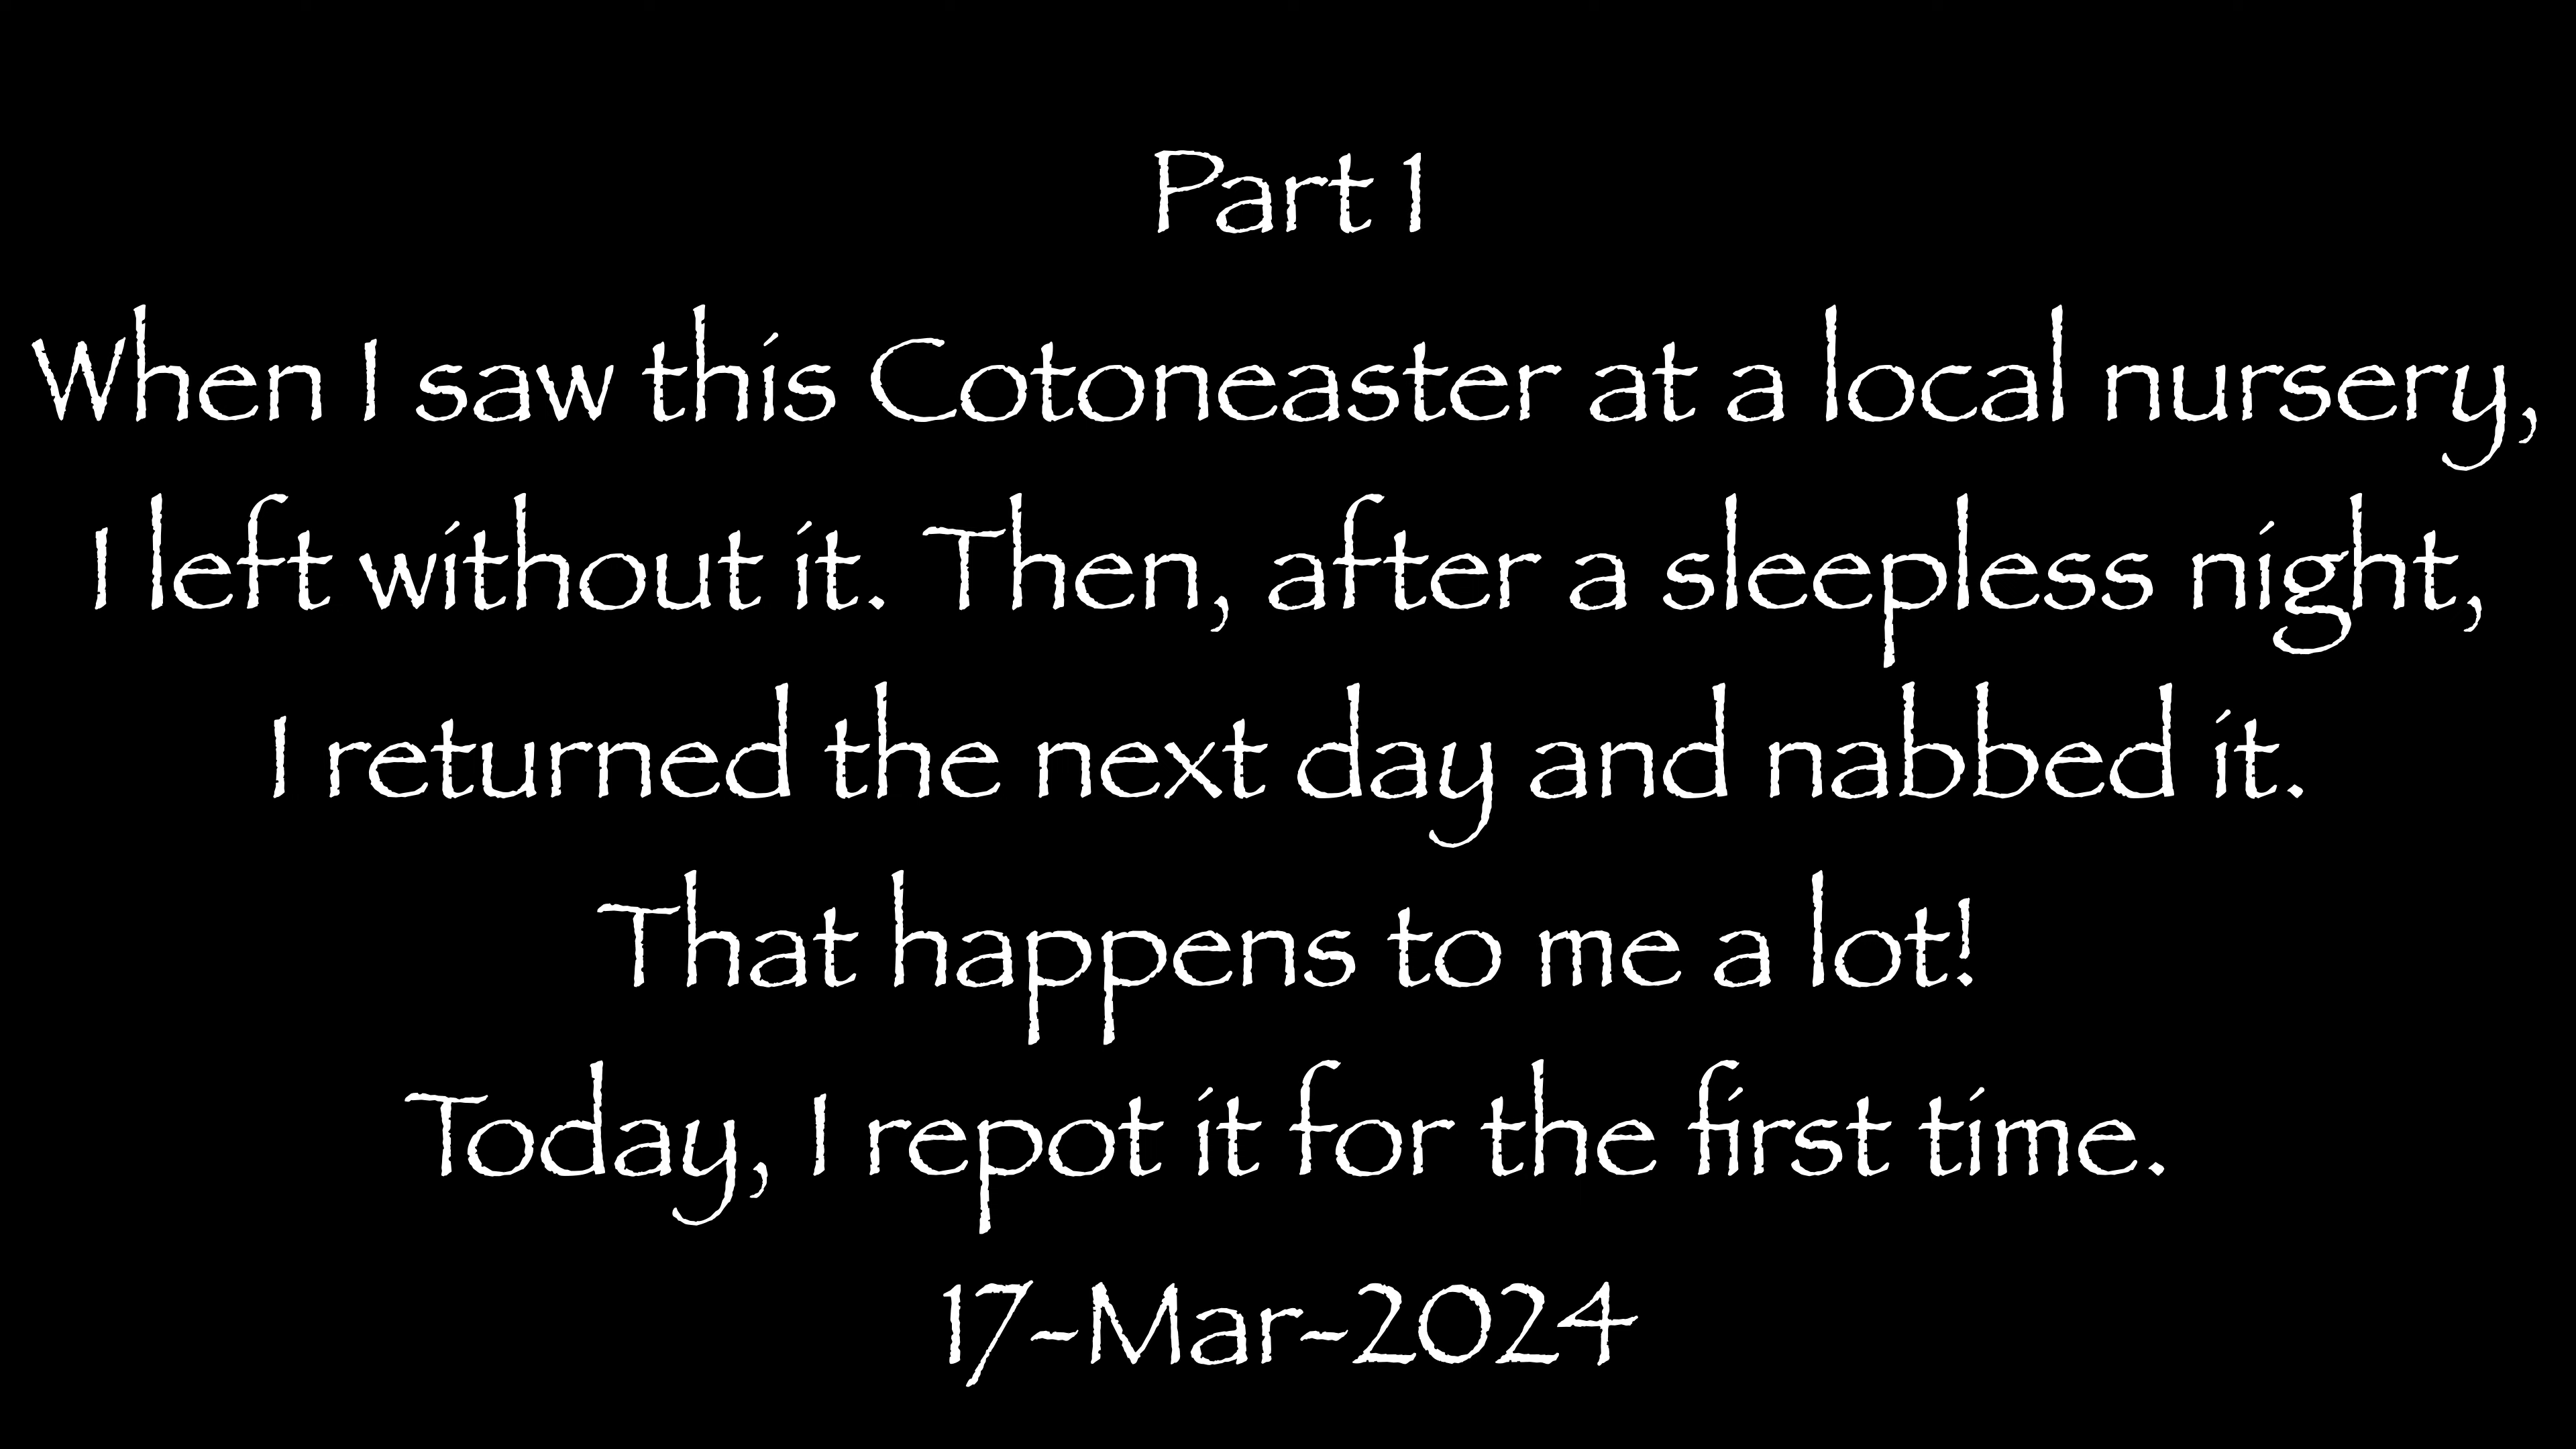 Part 1
When I saw this Cotoneaster at a local nursery,
I left without it. Then, after a sleepless night,
I returned the next day and nabbed it.
That happens to me a lot!
Today, I repot it for the first time.
17-Mar-2024